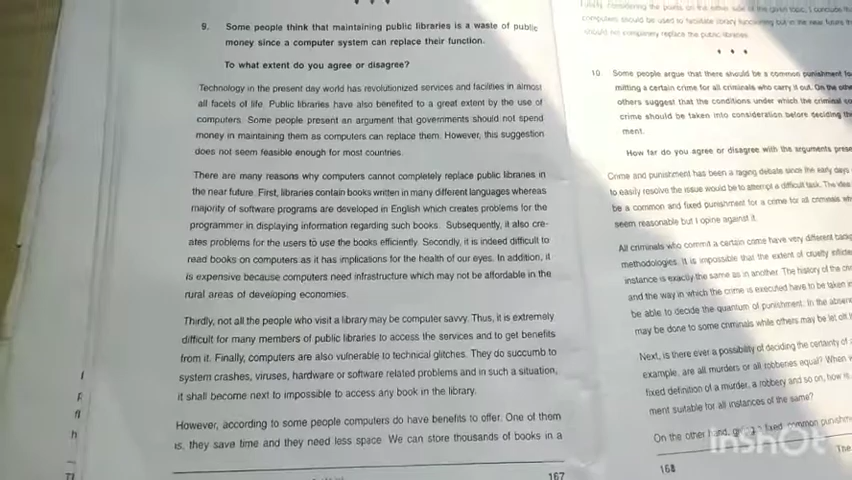 9. Some people think that maintaining public libraries is a waste of public
money since a computer system can replace their function.
To what extent do you agree or disagree?
Technology in the present day world has revolutionized services and facilities in almost
all facets of life. Public libraries have also benefited to a great extent by the use of
computers. Some people present an argument that governments should not spend
money in maintaining them as computers can replace them. However, this suggestion
does not seem feasible enough for most countries.
There are many reasons why computers cannot completely replace public libraries in
the near future. First, libraries contain books written in many different languages whereas
majority of software programs are developed in English which creates problems for the
programmer in displaying information regarding such books. Subsequently, it also cre-
ates problems for the users to use the books efficiently. Secondly, it is indeed difficult to
read books on computers as it has implications for the health of our eyes. In addition, it
is expensive because computers need infrastructure which may not be affordable in the
rural areas of developing economies.
Thirdly, not all the people who visit a library may be computer savvy. Thus, it is extremely
difficult for many members of public libraries to access the services and to get benefits
from it. Finally, computers are also vulnerable to technical glitches. They do succumb to
system crashes, viruses, hardware or software related problems and in such a situation,
it shall become next to impossible to access any book in the library.
However, according to some people computers do have benefits to offer. One of them
is, they save time and they need less space. We can store thousands of books in a
167
the points on the either side of the given topic, I conclude
computers should be used to facilitate library functioning but in the near future
should not completely replace the public libraries.
10. Some people argue that there should be a common punishment
mitting a certain crime for all criminals who carry it out. On the
others suggest that the conditions under which the criminal
crime should be taken into consideration before deciding
ment.
How far do you agree or disagree with the arguments
Crime and punishment has been a raging debate since the early days
to easily resolve the issue would be to attempt a difficult task. The idea
be a common and fixed punishment for a crime for all criminals
seem reasonable but I opine against it.
All criminals who commit a certain crime have very different
methodologies. It is impossible that the extent of cruelty
instance is exactly the same as in another. The history of the
and the way in which the crime is executed have to be taken
be able to decide the quantum of punishment. In the
may be done to some criminals while others may be let off
Next, is there ever a possibility of deciding the certainty of
example, are all murders or all robberies equal? When
fixed definition of a murder, a robbery and so on, how is
ment suitable for all instances of the same?
On the other hand, fixed common
168
The
InShOt